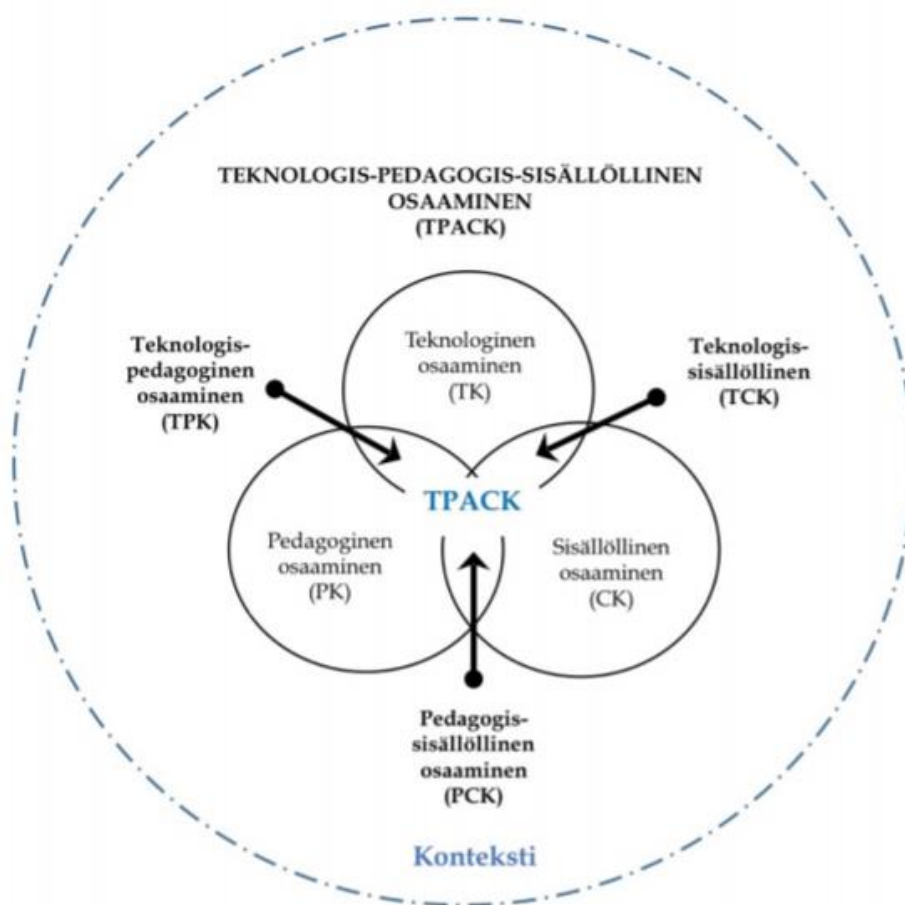 TEKNOLOGIS-PEDAGOGIS-SISÄLLÖLLINEN
OSAAMINEN
(TPACK)
Teknologinen
osaaminen
(TK)
Teknologis-
pedagoginen
osaaminen
(TPK)
Teknologis-
sisällöllinen
(TCK)
TPACK
Pedagoginen
osaaminen
(PK)
Sisällöllinen
osaaminen
(CK)
Pedagogis-
sisällöllinen
osaaminen
(PCK)
Konteksti